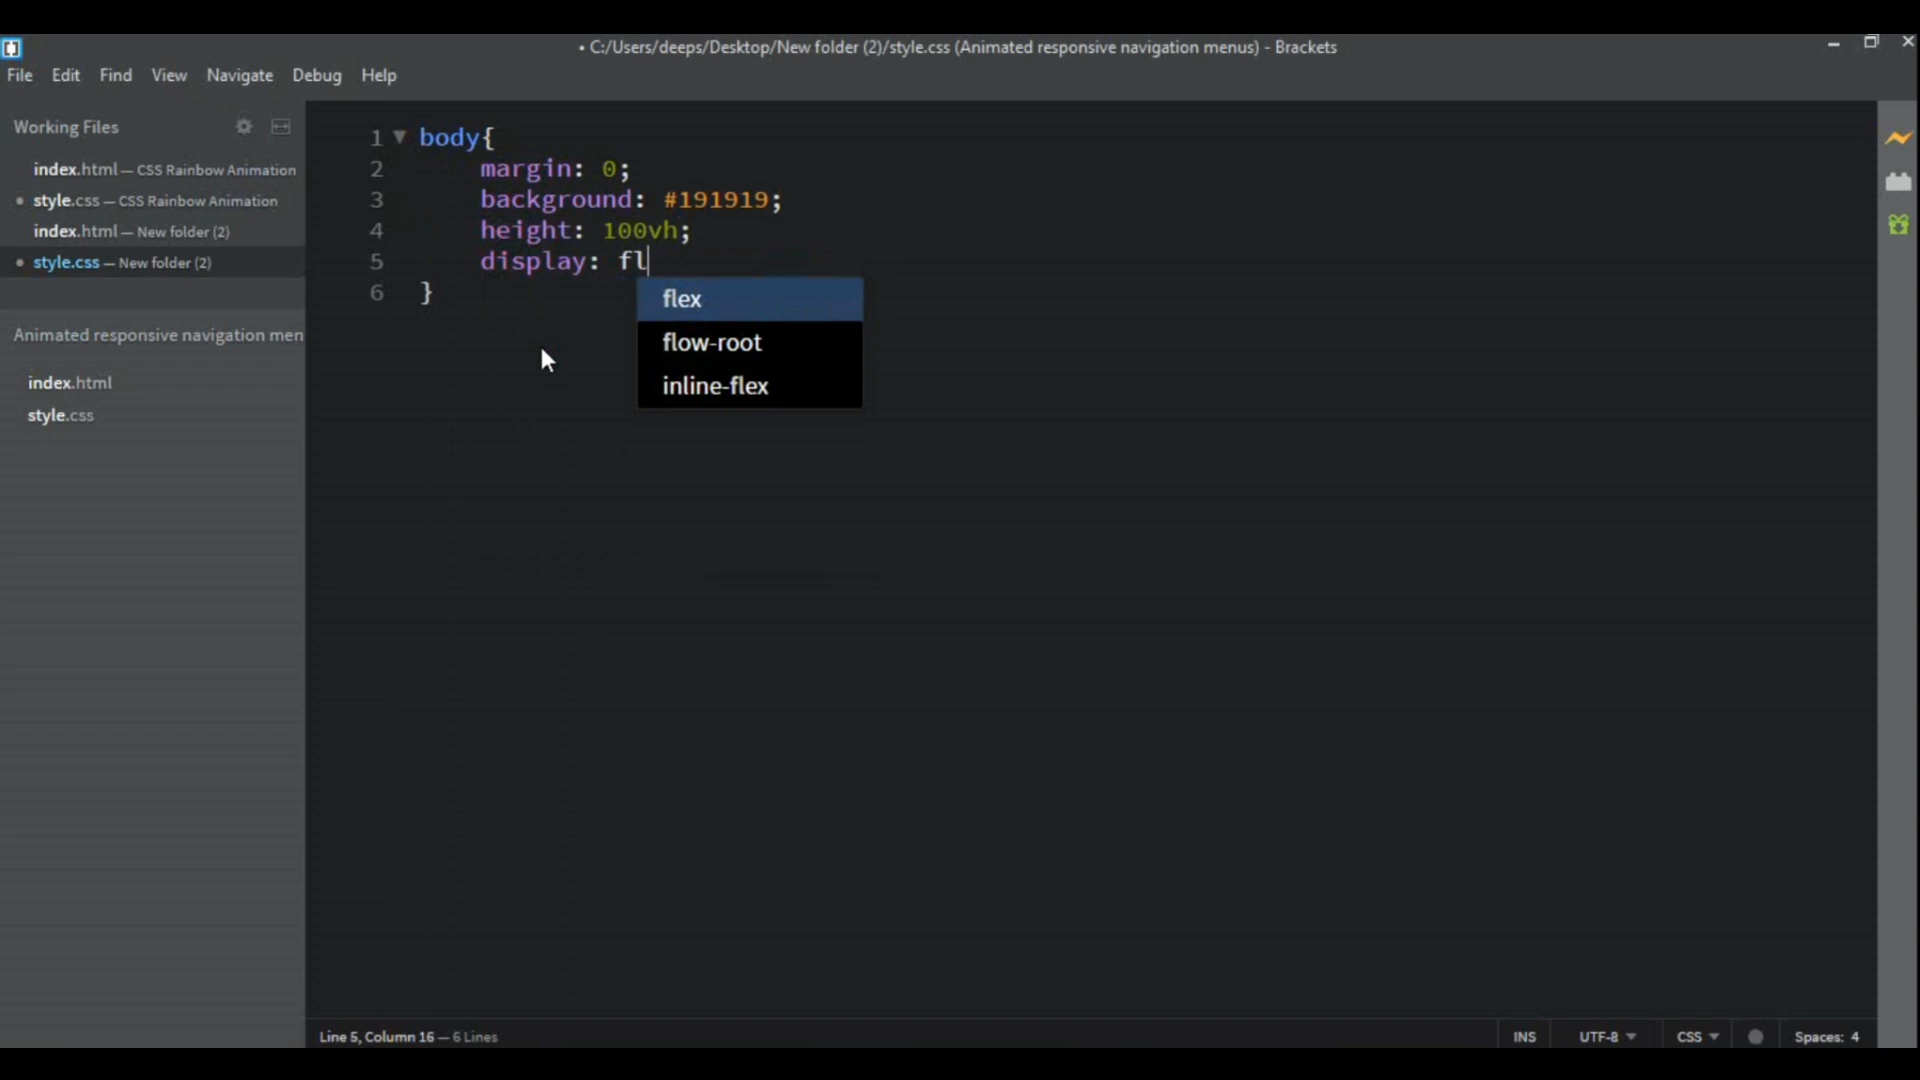 • C:/Users/deeps/Desktop/New folder (2)/style.css (Animated responsive navigation menus) - Brackets
File Edit Find View Navigate Debug Help
Working Files
index.html — CSS Rainbow Animation
• style.css — CSS Rainbow Animation
index.html — New folder (2)
• style.css — New folder (2)
Animated responsive navigation men
index.html
style.css
1 body{
2 margin: 0;
3 background: #191919;
4 height: 100vh;
5 display: fl
6 }
flex
flow-root
inline-flex
Line 5, Column 16 — 6 Lines
INS UTF-8 CSS Spaces: 4